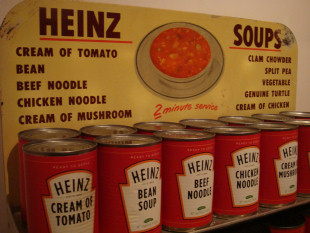 HEINZ
CREAM OF TOMATO
BEAN
BEEF NOODLE
CHICKEN NOODLE
CREAM OF MUSHROOM
2 minute service
SOUPS
CLAM CHOWDER
SPLIT PEA
VEGETABLE
GENUINE TURTLE
CREAM OF CHICKEN
HEINZ
CREAM OF
TOMATO
HEINZ
BEAN
SOUP
HEINZ
BEEF
NOODLE
HEINZ
CHICKEN
NOODLE
HEINZ
CREAM